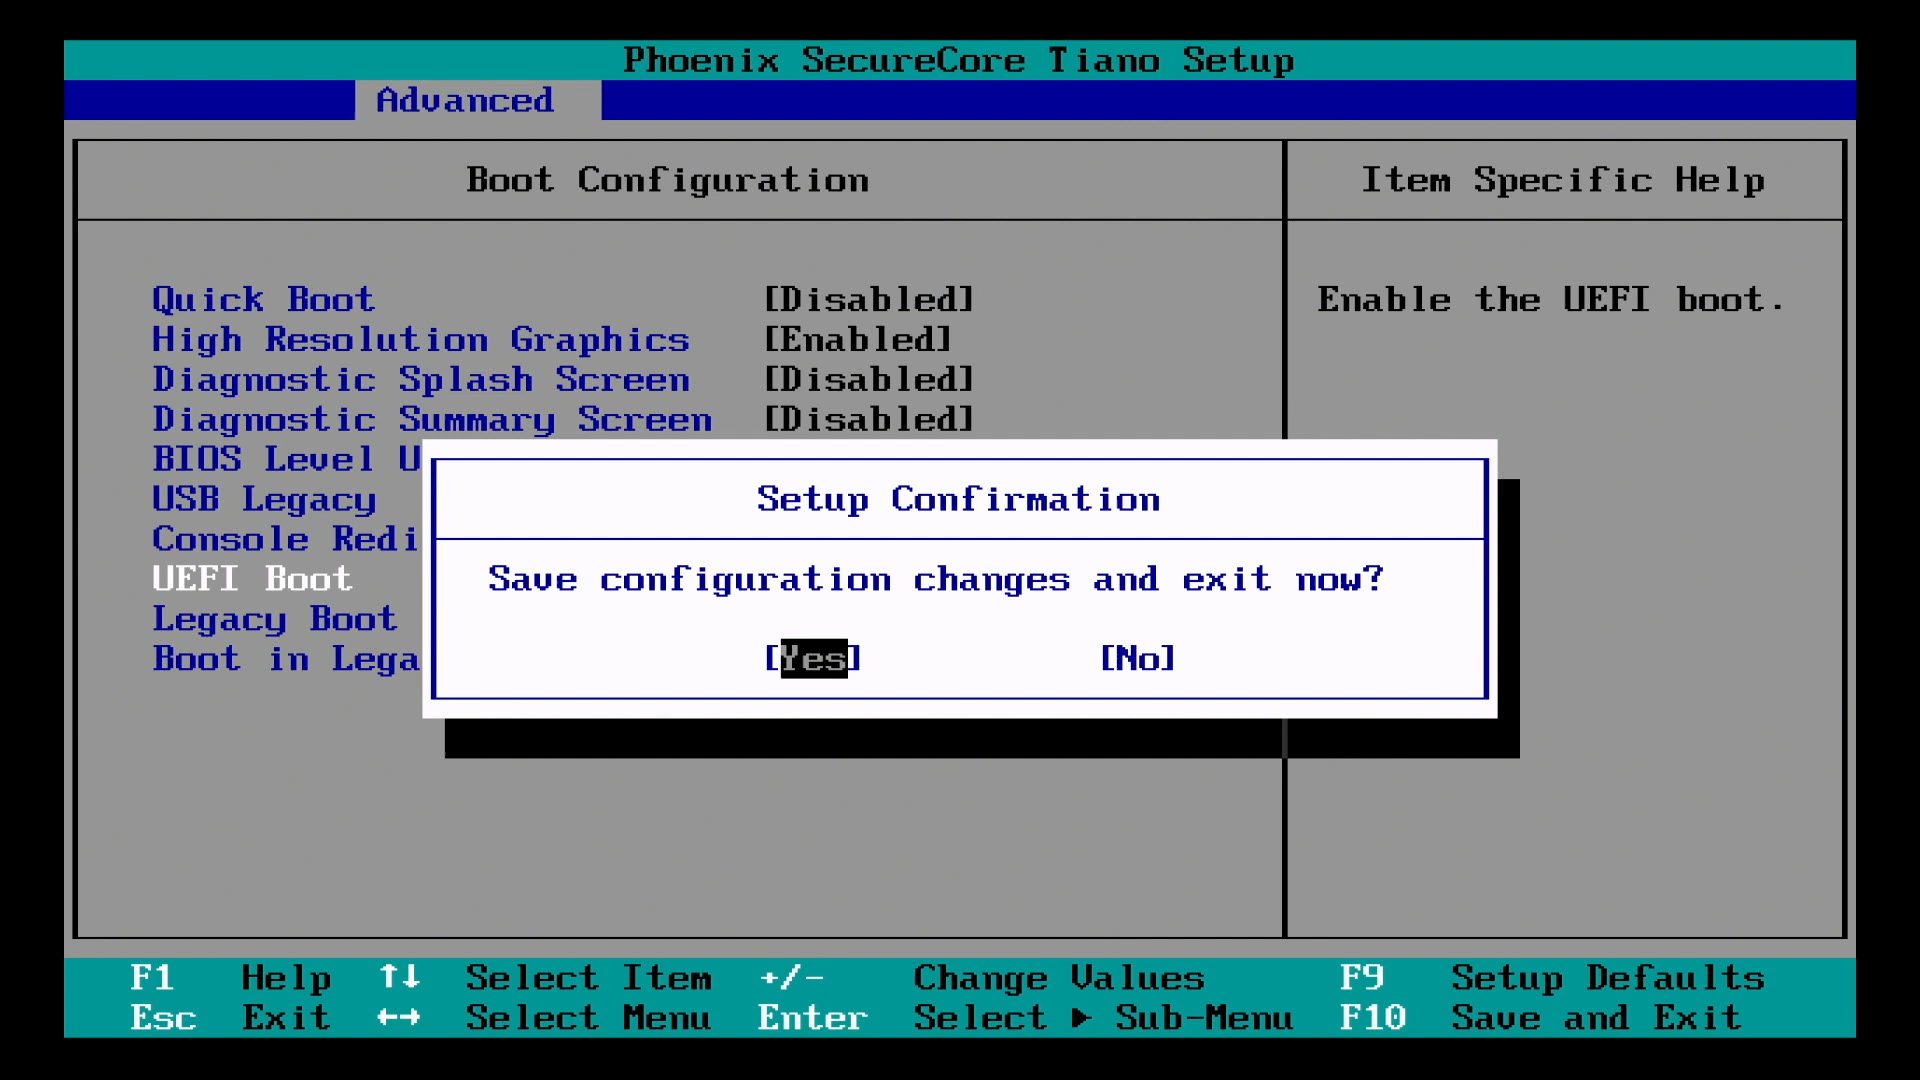 Phoenix SecureCore Tiano Setup
Advanced
Boot Configuration
Item Specific Help
Quick Boot [Disabled]
High Resolution Graphics [Enabled]
Diagnostic Splash Screen [Disabled]
Diagnostic Summary Screen [Disabled]
BIOS Level U
USB Legacy
Console Redi
UEFI Boot
Legacy Boot
Boot in Lega
Enable the UEFI boot.
Setup Confirmation
Save configuration changes and exit now?
[Yes] [No]
F1 Help ↑↓ Select Item +/- Change Values F9 Setup Defaults
Esc Exit ←→ Select Menu Enter Select ▶ Sub-Menu F10 Save and Exit